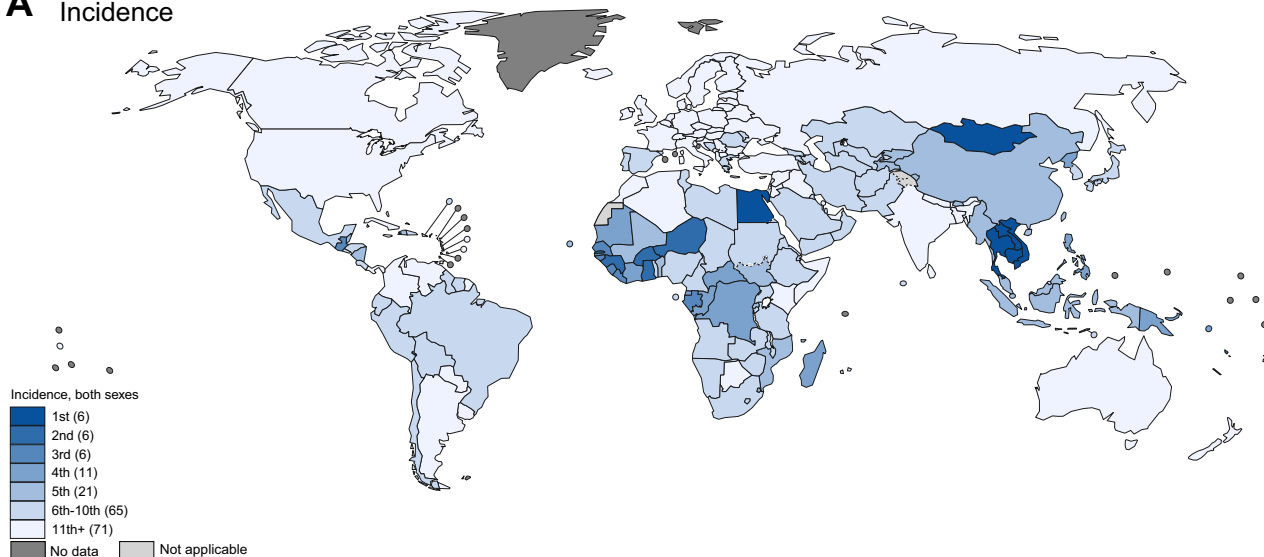 A Incidence
Incidence, both sexes
1st (6)
2nd (6)
3rd (6)
4th (11)
5th (21)
6th-10th (65)
11th+ (71)
No data
Not applicable